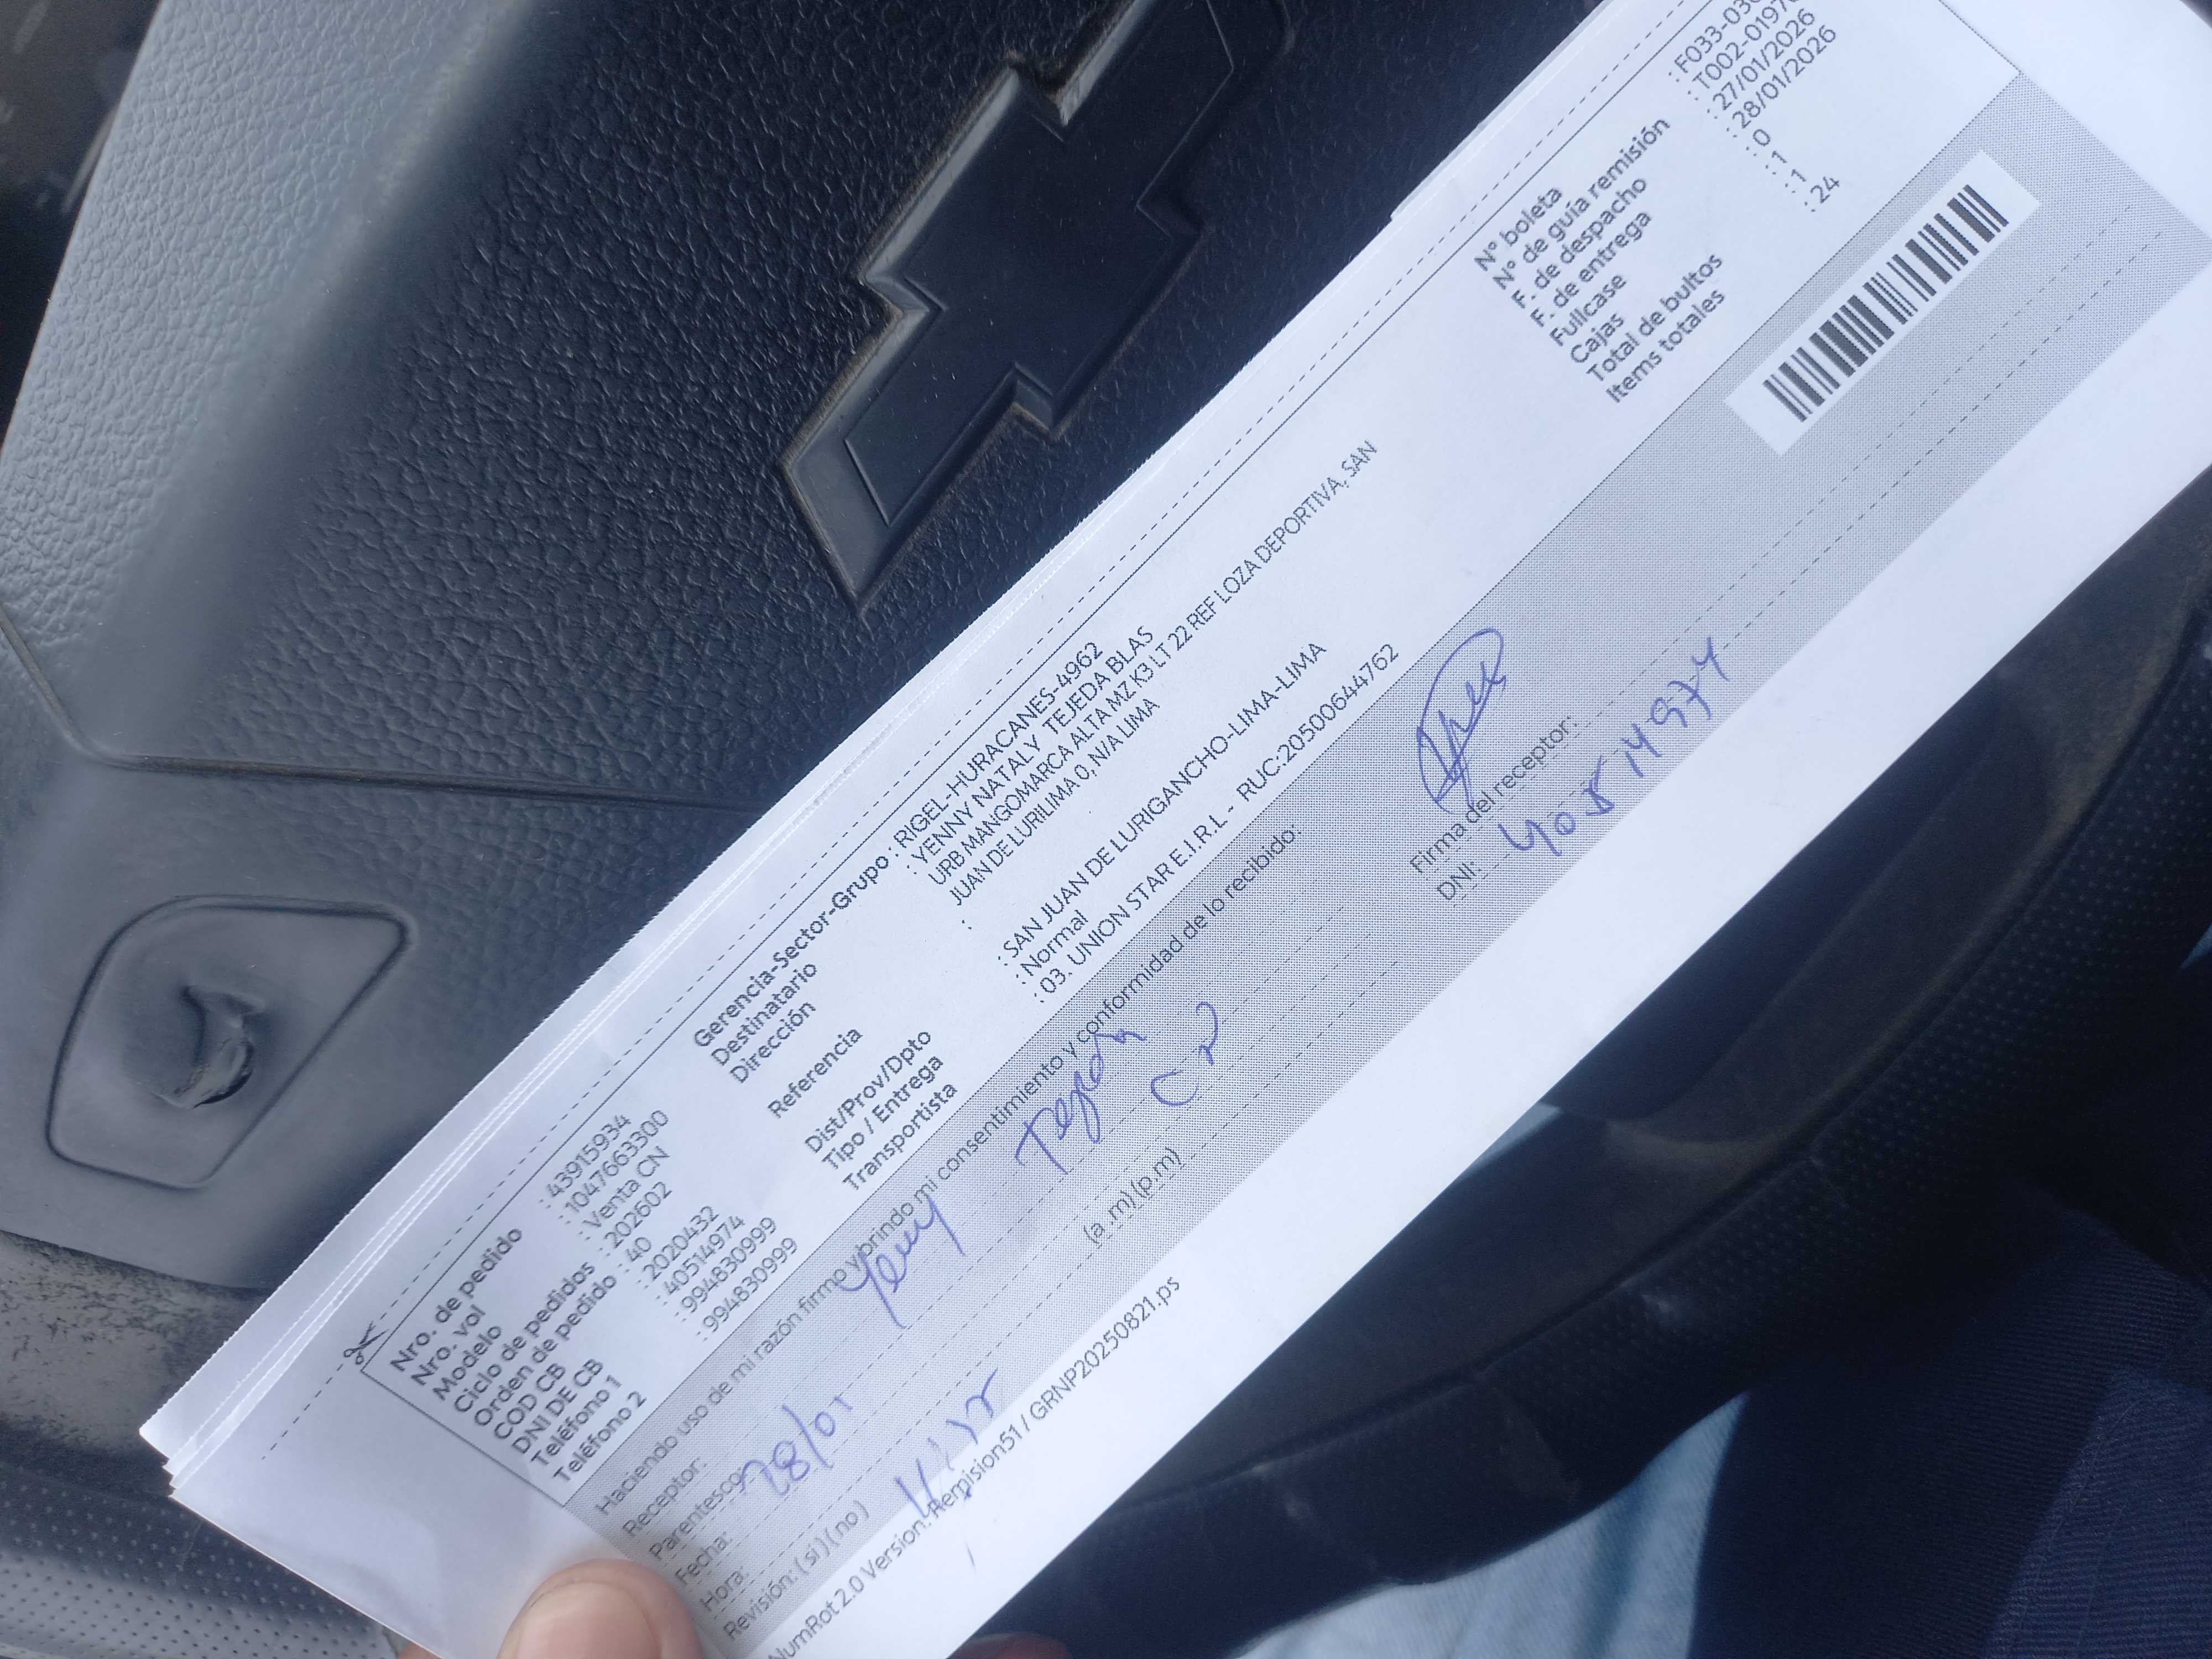 Nro. de pedido : 43915934
Nro. vol : 1047663300
Modelo : Venta CN
Ciclo de pedidos : 202602
Orden de pedido : 40
COD CB : 2020432
DNI DE CB : 40514974
Teléfono 1 : 994830999
Teléfono 2 : 994830999
Gerencia-Sector-Grupo : RIGEL-HURACANES-4962
Destinatario : YENNY NATALY TEJEDA BLAS
Dirección URB MANGOMARCA ALTA MZ K3 LT 22 REF LOZA DEPORTIVA, SAN
JUAN DE LURILIMA 0, N/A LIMA
Referencia :
Dist/Prov/Dpto : SAN JUAN DE LURIGANCHO-LIMA-LIMA
Tipo / Entrega : Normal
Transportista : 03. UNION STAR E.I.R.L - RUC:20500644762
N° boleta : F033-03
N° de guía remisión : T002-0197
F. de despacho : 27/01/2026
F. de entrega : 28/01/2026
Fullcase : 0
Cajas : 1
Total de bultos : 1
Items totales : 24
Haciendo uso de mi razón firmo y brindo mi consentimiento y conformidad de lo recibido:
Receptor: Yeny Tejeda
Parentesco:
Fecha: 28/01
Hora: (a .m) (p.m)
Revisión: ( si ) ( no )
Firma del receptor:
DNI: 40514974
NumRot 2.0 Version: Remision51 / GRNP20250821.ps